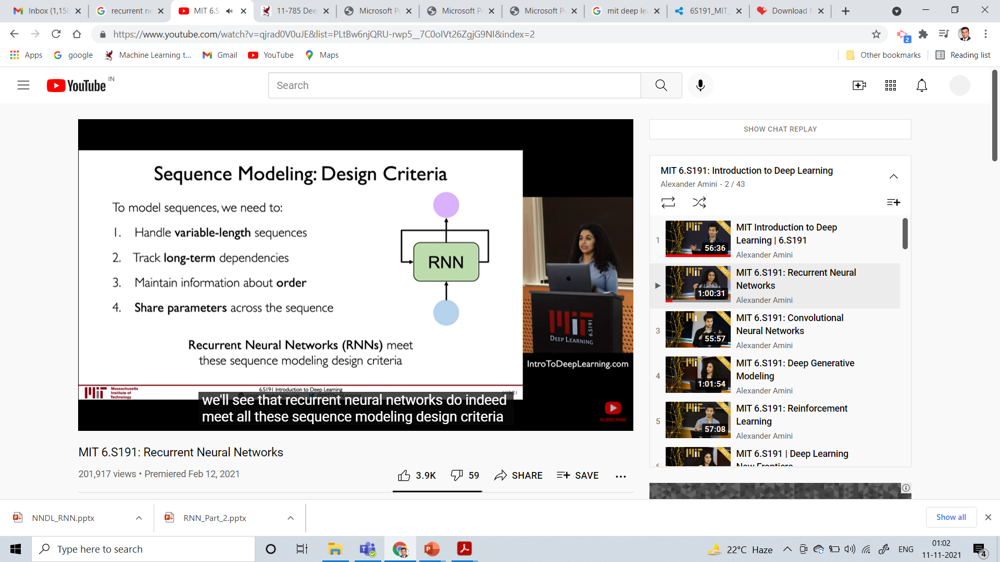 Inbox (1,158
recurrent ne
MIT 6.S
11-785 Dee
Microsoft P
Microsoft Po
Microsoft Po
mit deep le
6S191_MIT_
Download f
https://www.youtube.com/watch?v=qjrad0V0uJE&list=PLtBw6njQRU-rwp5__7C0oIVt26ZgjG9NI&index=2
2
Apps
google
Machine Learning t...
Gmail
YouTube
Maps
Other bookmarks
Reading list
YouTube IN
Search
SHOW CHAT REPLAY
Sequence Modeling: Design Criteria
To model sequences, we need to:
1. Handle variable-length sequences
2. Track long-term dependencies
3. Maintain information about order
4. Share parameters across the sequence
RNN
Recurrent Neural Networks (RNNs) meet
these sequence modeling design criteria
MIT Massachusetts
Institute of
Technology
6.S191 Introduction to Deep Learning
MIT 6.S191
DEEP LEARNING
IntroToDeepLearning.com
we'll see that recurrent neural networks do indeed
meet all these sequence modeling design criteria
SUBSCRIBE
MIT 6.S191: Introduction to Deep Learning
Alexander Amini - 2 / 43
1
56:36
MIT Introduction to Deep
Learning | 6.S191
Alexander Amini
1:00:31
MIT 6.S191: Recurrent Neural
Networks
Alexander Amini
3
55:57
MIT 6.S191: Convolutional
Neural Networks
Alexander Amini
4
1:01:54
MIT 6.S191: Deep Generative
Modeling
Alexander Amini
5
57:08
MIT 6.S191: Reinforcement
Learning
Alexander Amini
6
MIT 6.S191 | Deep Learning
New Frontiers
MIT 6.S191: Recurrent Neural Networks
201,917 views • Premiered Feb 12, 2021
3.9K
59
SHARE
SAVE
NNDL_RNN.pptx
RNN_Part_2.pptx
Show all
Type here to search
22°C Haze
ENG
01:02
11-11-2021
4